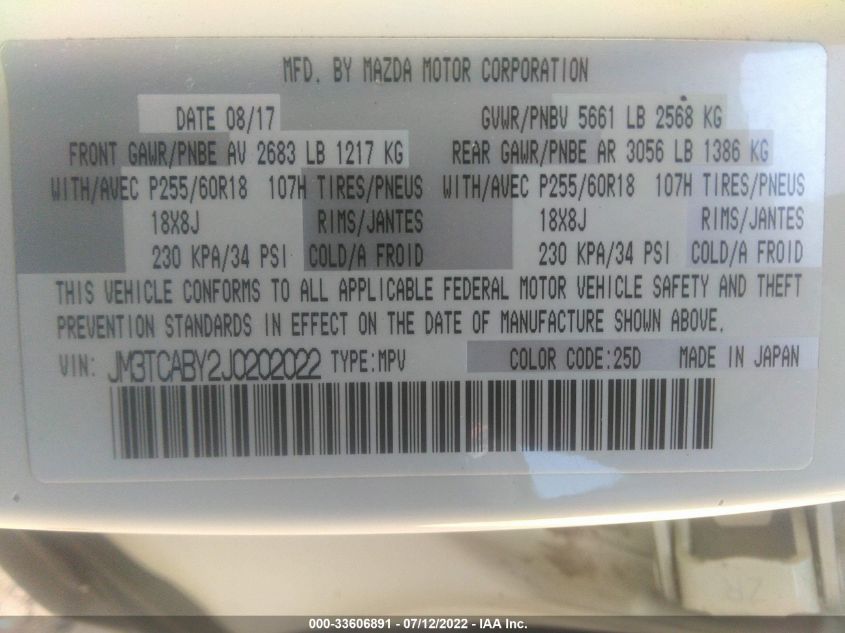 MFD. BY MAZDA MOTOR CORPORATION
DATE 08/17 GVWR/PNBV 5661 LB 2568 KG
FRONT GAWR/PNBE AV 2683 LB 1217 KG REAR GAWR/PNBE AR 3056 LB 1386 KG
WITH/AVEC P255/60R18 107H TIRES/PNEUS WITH/AVEC P255/60R18 107H TIRES/PNEUS
18X8J RIMS/JANTES 18X8J RIMS/JANTES
230 KPA/34 PSI COLD/A FROID 230 KPA/34 PSI COLD/A FROID
THIS VEHICLE CONFORMS TO ALL APPLICABLE FEDERAL MOTOR VEHICLE SAFETY AND THEFT
PREVENTION STANDARDS IN EFFECT ON THE DATE OF MANUFACTURE SHOWN ABOVE.
VIN: JM3TCABY2J0202022 TYPE:MPV COLOR CODE:25D MADE IN JAPAN
ZR
000-33606891 - 07/12/2022 - IAA Inc.